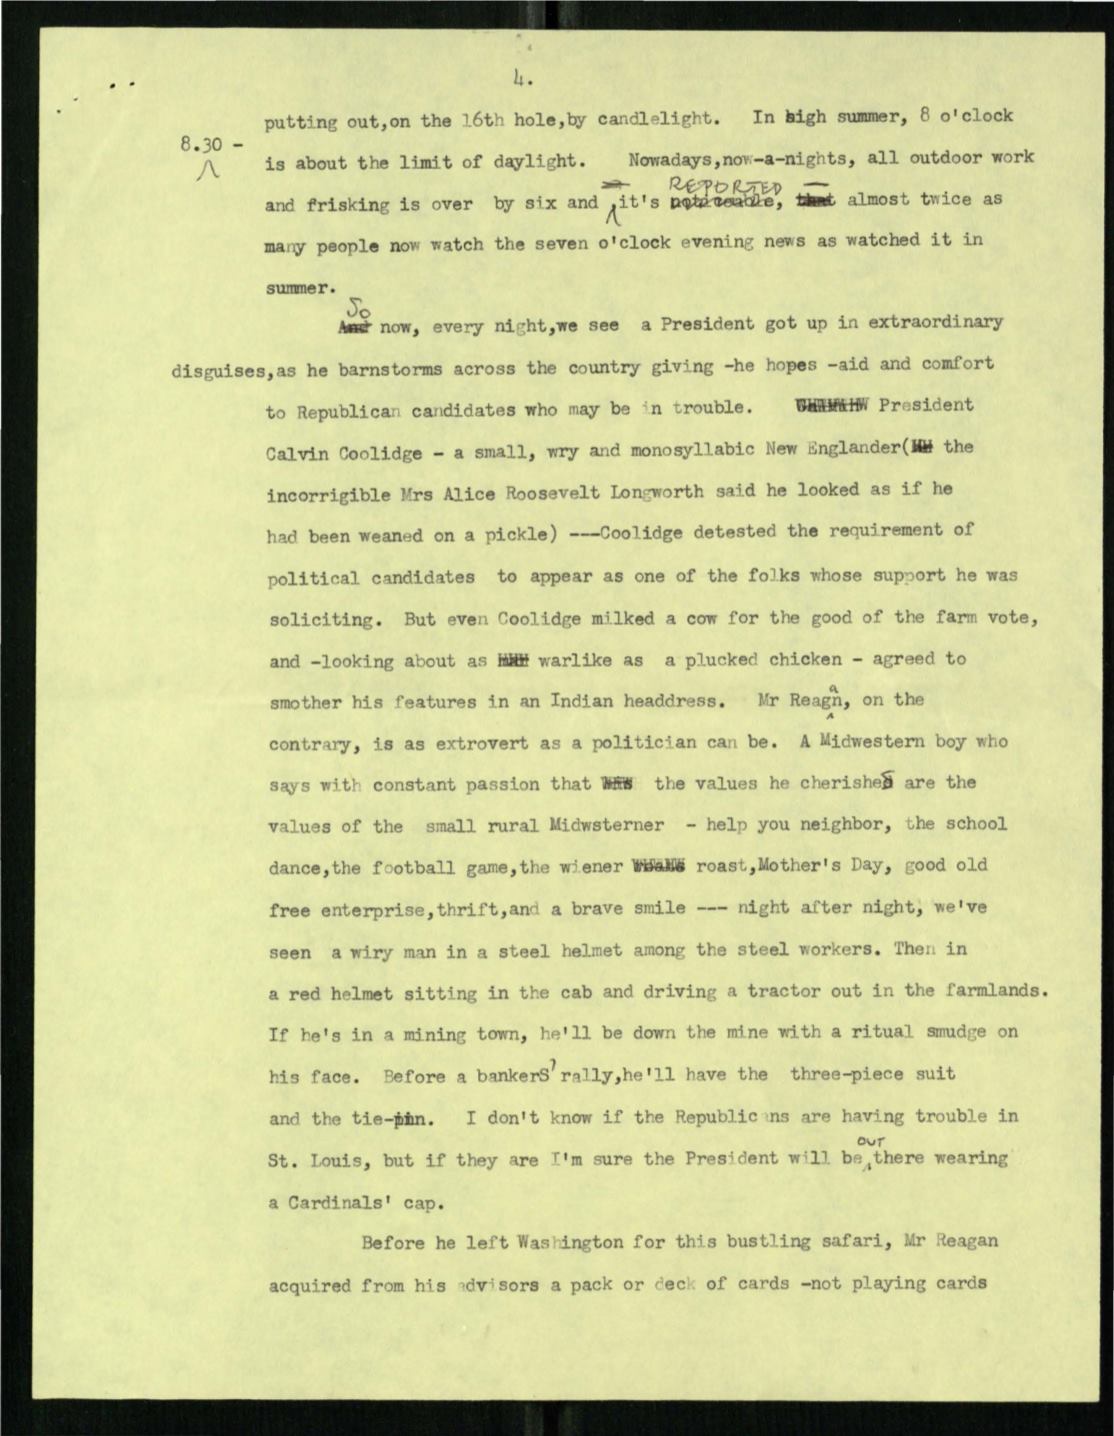 4.
putting out,on the 16th hole,by candlelight. In high summer, 8 o'clock
8.30 -
is about the limit of daylight. Nowadays,now-a-nights, all outdoor work
REPORTED
and frisking is over by six and it's noticeable, that almost twice as
many people now watch the seven o'clock evening news as watched it in
summer.
So
And now, every night,we see a President got up in extraordinary
disguises,as he barnstorms across the country giving -he hopes -aid and comfort
to Republican candidates who may be in trouble. President
Calvin Coolidge - a small, wry and monosyllabic New Englander( the
incorrigible Mrs Alice Roosevelt Longworth said he looked as if he
had been weaned on a pickle) ---Coolidge detested the requirement of
political candidates to appear as one of the folks whose support he was
soliciting. But even Coolidge milked a cow for the good of the farm vote,
and -looking about as warlike as a plucked chicken - agreed to
smother his features in an Indian headdress. Mr Reagan, on the
contrary, is as extrovert as a politician can be. A Midwestern boy who
says with constant passion that the values he cherishes are the
values of the small rural Midwsterner - help you neighbor, the school
dance,the football game,the wiener roast,Mother's Day, good old
free enterprise,thrift,and a brave smile --- night after night, we've
seen a wiry man in a steel helmet among the steel workers. Then in
a red helmet sitting in the cab and driving a tractor out in the farmlands.
If he's in a mining town, he'll be down the mine with a ritual smudge on
his face. Before a bankerS' rally,he'll have the three-piece suit
and the tie-pin. I don't know if the Republicans are having trouble in
OUT
St. Louis, but if they are I'm sure the President will be there wearing
a Cardinals' cap.
Before he left Washington for this bustling safari, Mr Reagan
acquired from his advisors a pack or deck of cards -not playing cards